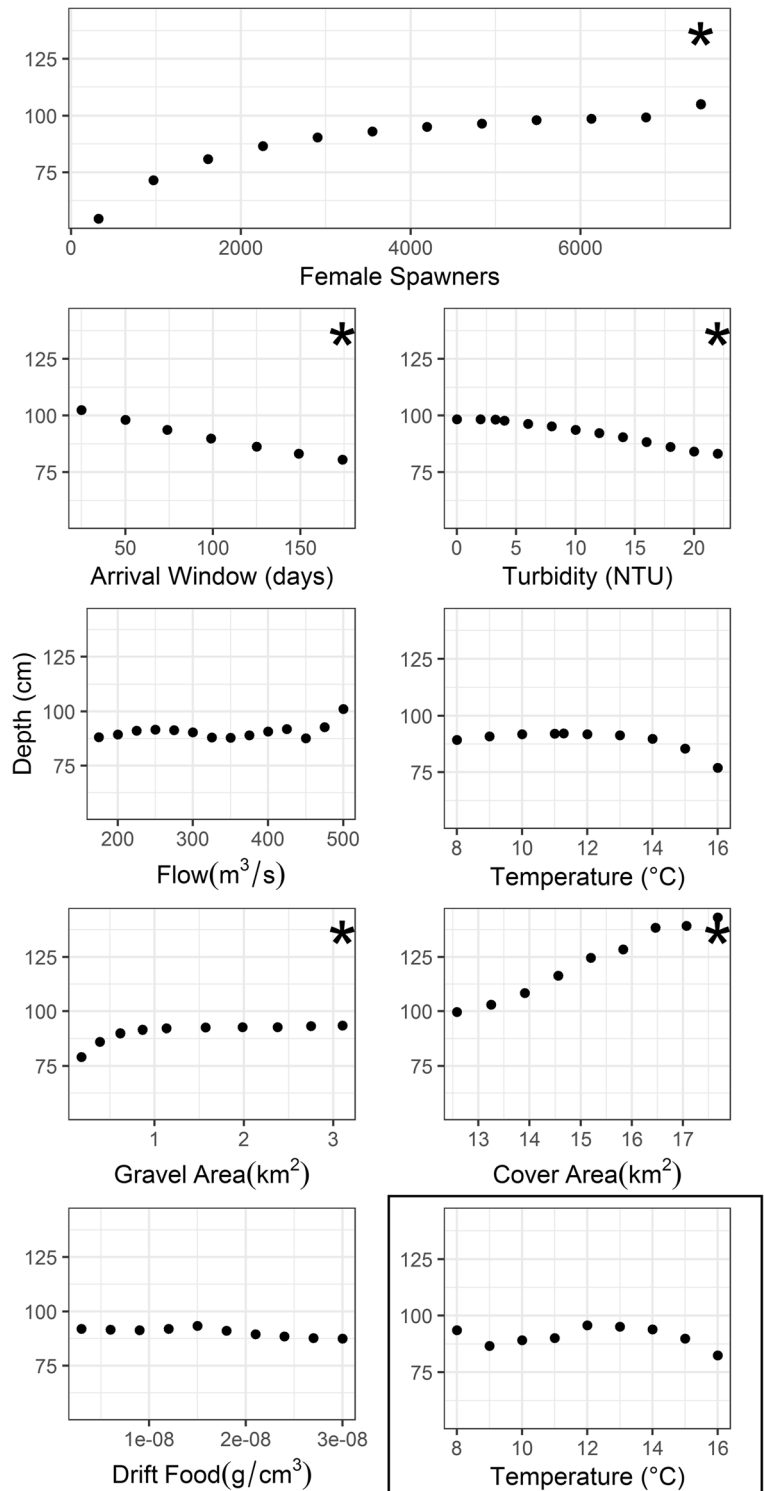 *
125
100
75
0 2000 4000 6000
Female Spawners
* *
125 125
100 100
75 75
50 100 150 0 5 10 15 20
Arrival Window (days) Turbidity (NTU)
Depth (cm)
125 125
100 100
75 75
200 300 400 500 8 10 12 14 16
Flow(m³/s) Temperature (°C)
* *
125 125
100 100
75 75
1 2 3 13 14 15 16 17
Gravel Area(km²) Cover Area(km²)
125 125
100 100
75 75
1e-08 2e-08 3e-08 8 10 12 14 16
Drift Food(g/cm³) Temperature (°C)